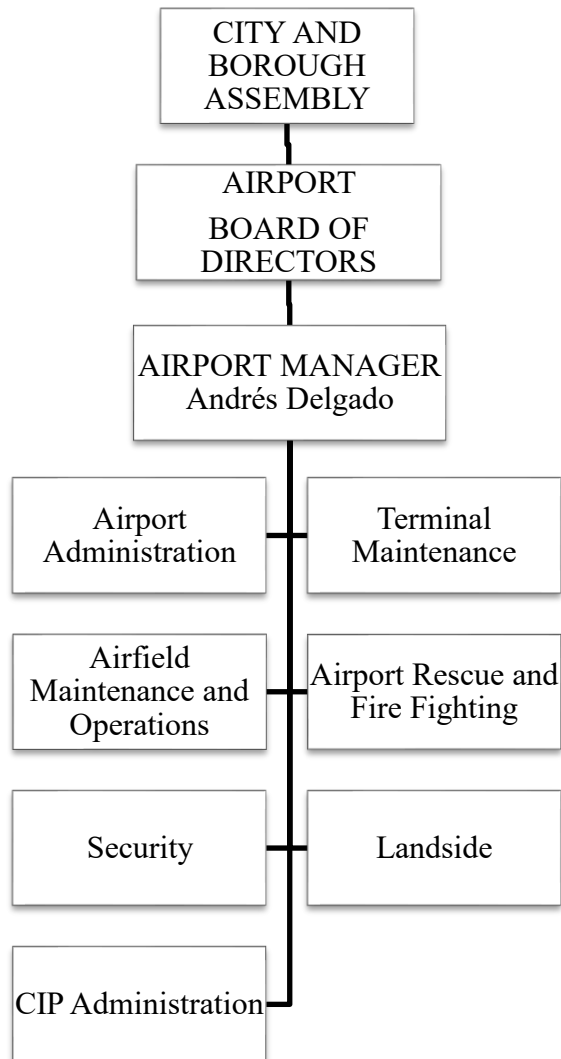 CITY AND
BOROUGH
ASSEMBLY
AIRPORT
BOARD OF
DIRECTORS
AIRPORT MANAGER
Andrés Delgado
Airport
Administration
Terminal
Maintenance
Airfield
Maintenance and
Operations
Airport Rescue and
Fire Fighting
Security
Landside
CIP Administration